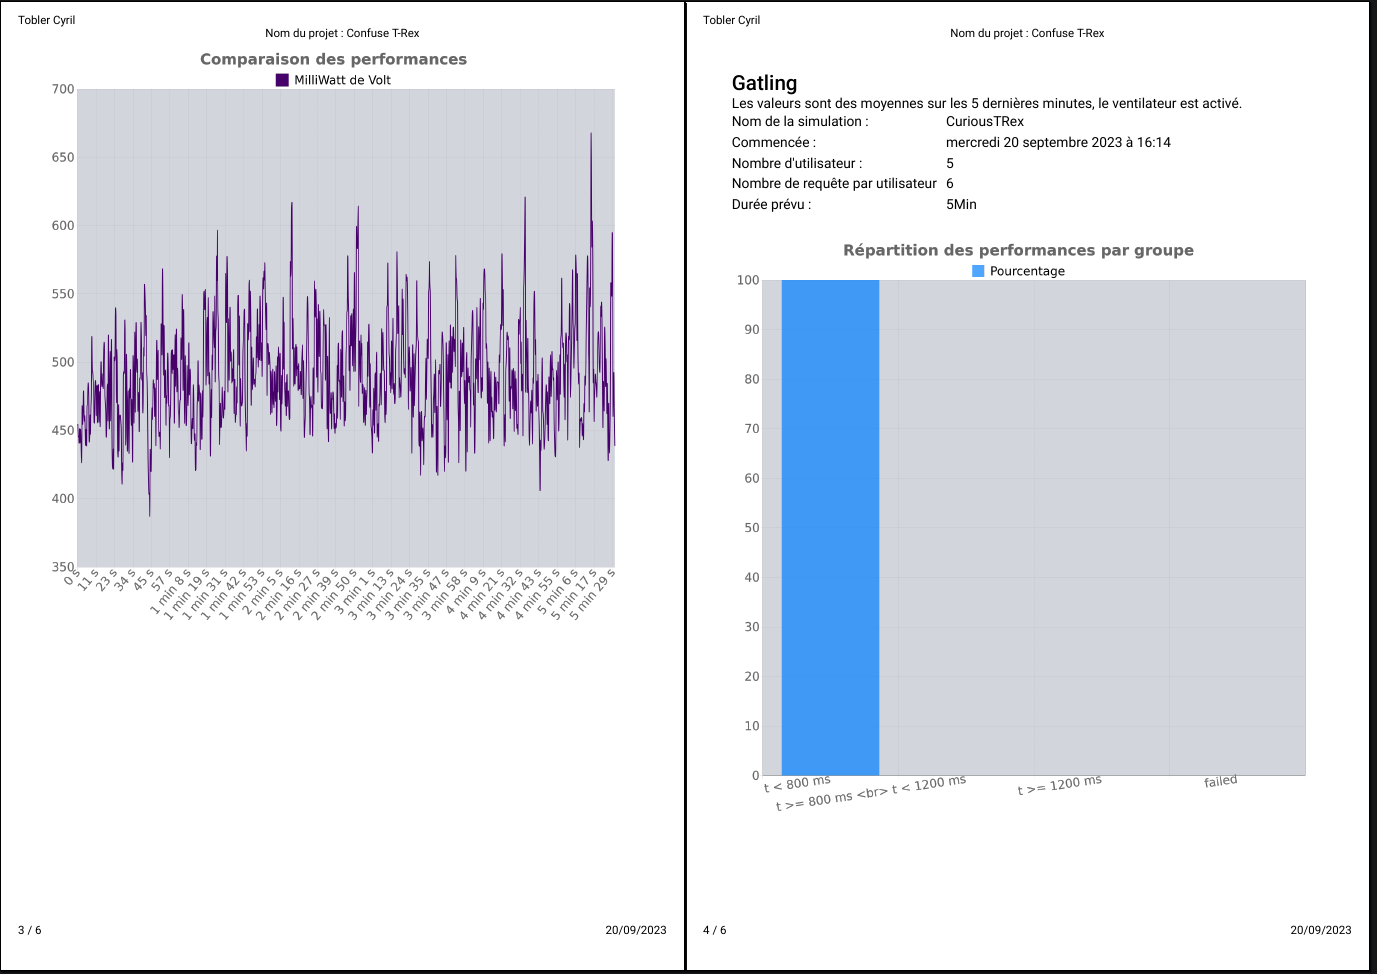 Tobler Cyril
Nom du projet : Confuse T-Rex
Comparaison des performances
MilliWatt de Volt
700
650
600
550
500
450
400
350
0 s
11 s
23 s
34 s
45 s
57 s
1 min 8 s
1 min 19 s
1 min 31 s
1 min 42 s
1 min 53 s
2 min 5 s
2 min 16 s
2 min 27 s
2 min 39 s
2 min 50 s
3 min 1 s
3 min 13 s
3 min 24 s
3 min 35 s
3 min 47 s
3 min 58 s
4 min 9 s
4 min 21 s
4 min 32 s
4 min 43 s
4 min 55 s
5 min 6 s
5 min 17 s
5 min 29 s
3 / 6
20/09/2023
Tobler Cyril
Nom du projet : Confuse T-Rex
Gatling
Les valeurs sont des moyennes sur les 5 dernières minutes, le ventilateur est activé.
Nom de la simulation : CuriousTRex
Commencée : mercredi 20 septembre 2023 à 16:14
Nombre d'utilisateur : 5
Nombre de requête par utilisateur 6
Durée prévu : 5Min
Répartition des performances par groupe
Pourcentage
100
90
80
70
60
50
40
30
20
10
0
t < 800 ms
t >= 800 ms <br> t < 1200 ms
t >= 1200 ms
failed
4 / 6
20/09/2023